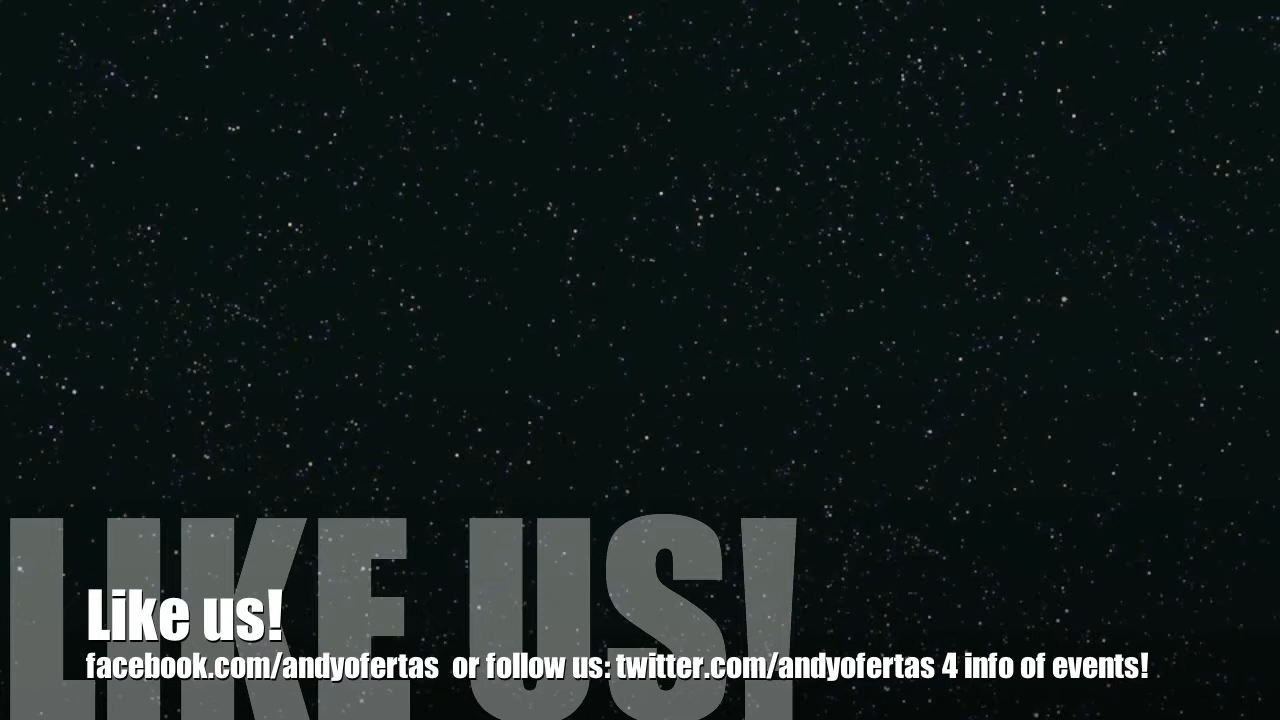 LIKE US!
Like us!
facebook.com/andyofertas or follow us: twitter.com/andyofertas 4 info of events!